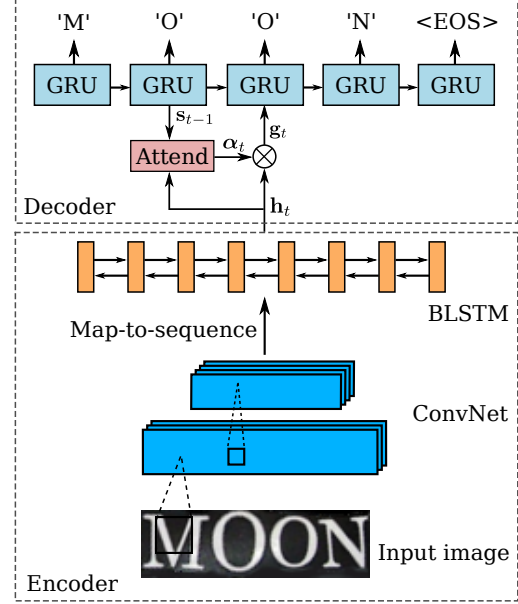 'M' 'O' 'O' 'N' <EOS>
GRU GRU GRU GRU GRU
s_{t−1} g_t
Attend α_t
h_t
Decoder
BLSTM
Map-to-sequence
ConvNet
MOON
Input image
Encoder